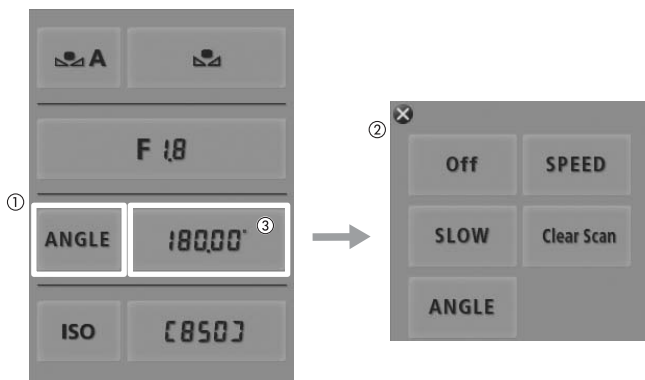 A
F 1.8
①
ANGLE
180.00°
③
ISO
[850]
②
Off
SPEED
SLOW
Clear Scan
ANGLE